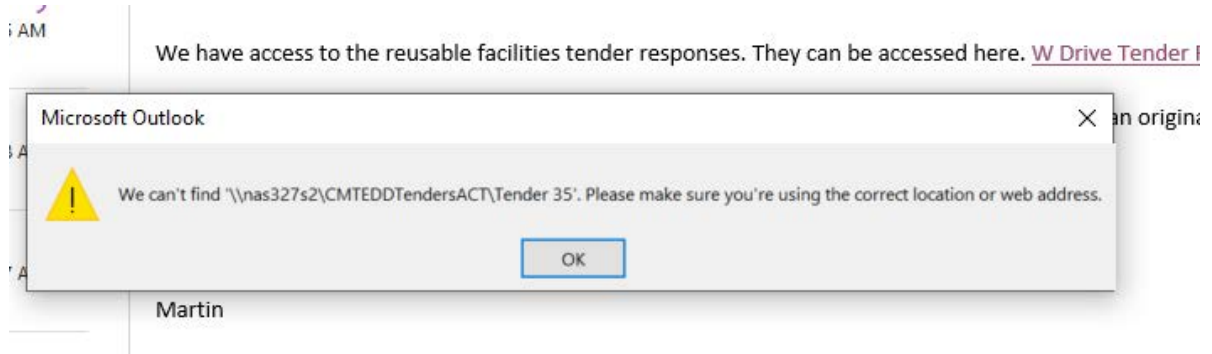 AM
We have access to the reusable facilities tender responses. They can be accessed here. W Drive Tender
Microsoft Outlook
an origina
We can't find '\\nas327s2\CMTEDDTendersACT\Tender 35'. Please make sure you're using the correct location or web address.
OK
Martin